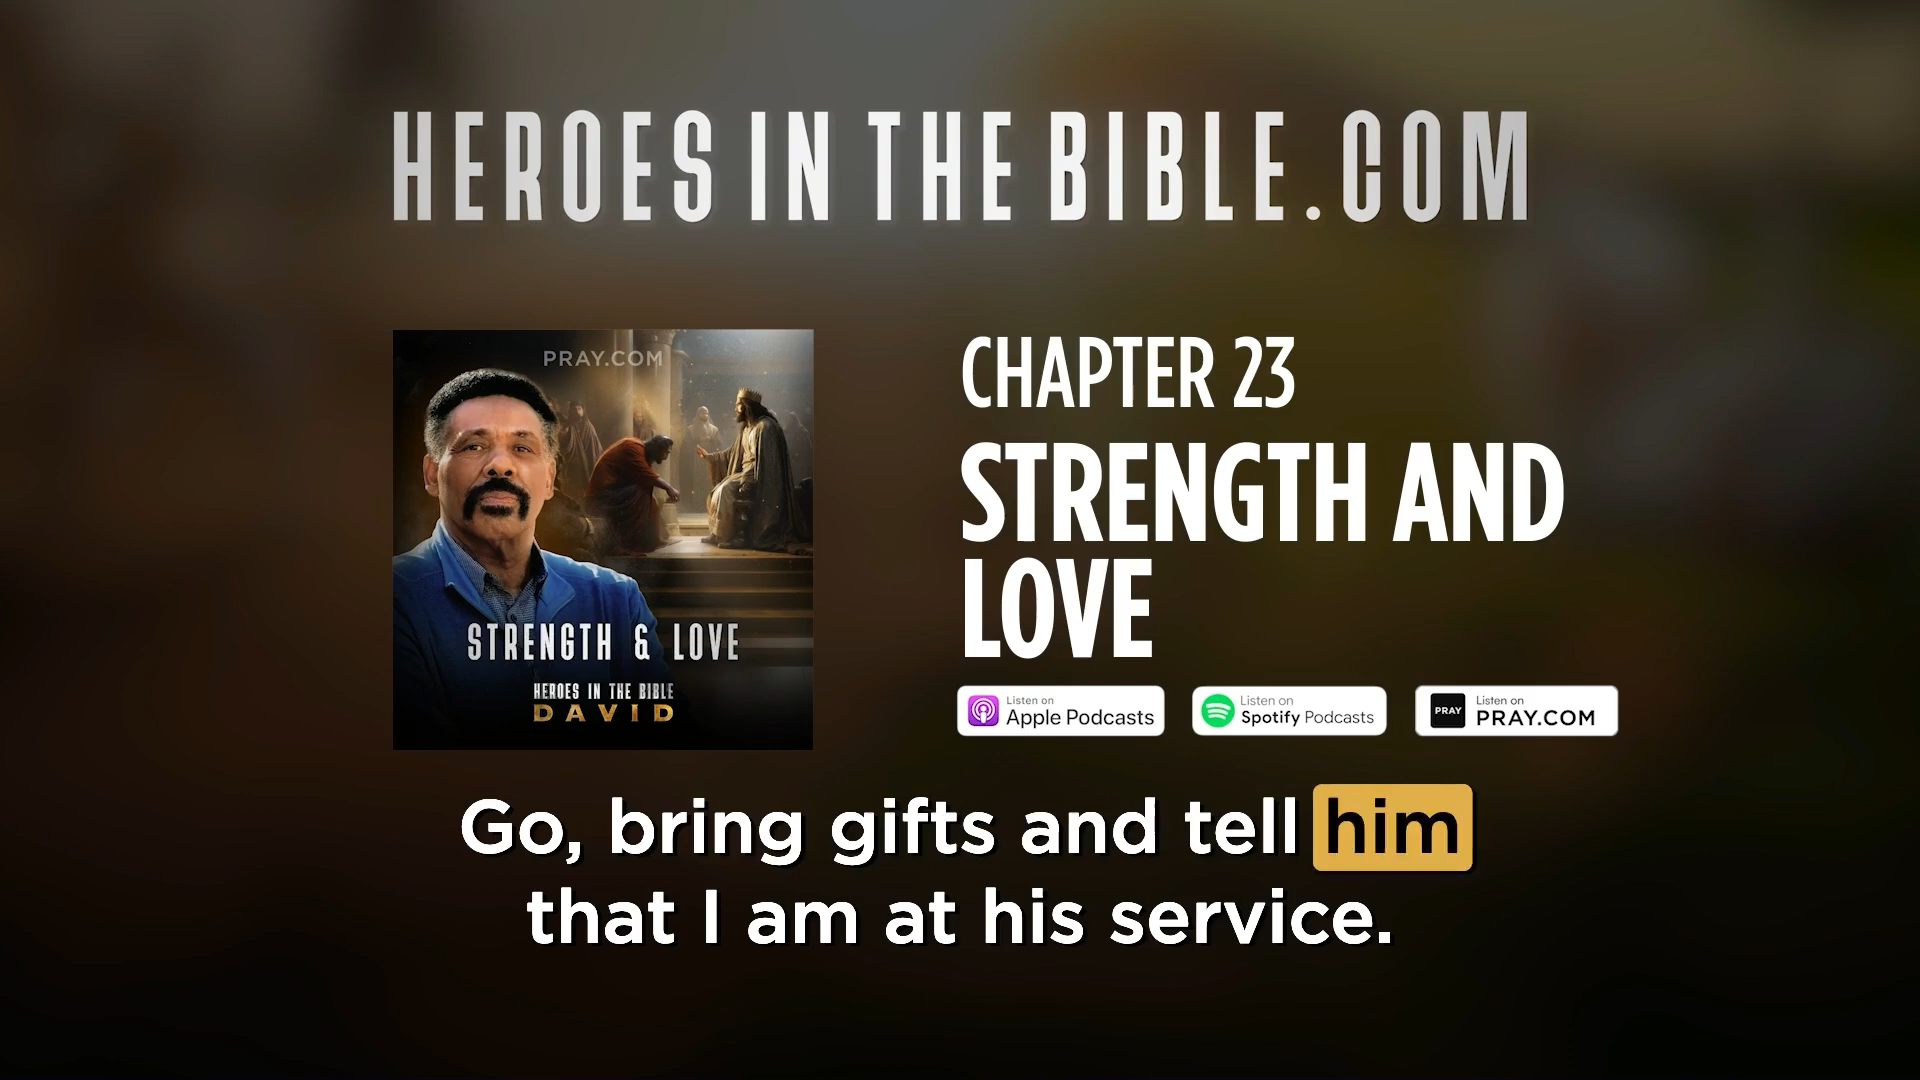 HEROES IN THE BIBLE.COM
PRAY.COM
STRENGTH & LOVE
HEROES IN THE BIBLE
DAVID
CHAPTER 23
STRENGTH AND
LOVE
Listen on
Apple Podcasts
Listen on
Spotify Podcasts
PRAY
Listen on
PRAY.COM
Go, bring gifts and tell him
that I am at his service.